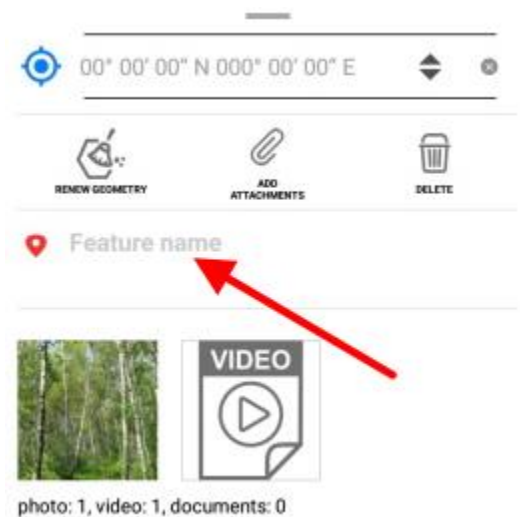 00° 00' 00" N 000° 00' 00" E
RENEW GEOMETRY
ADD
ATTACHMENTS
DELETE
Feature name
VIDEO
photo: 1, video: 1, documents: 0